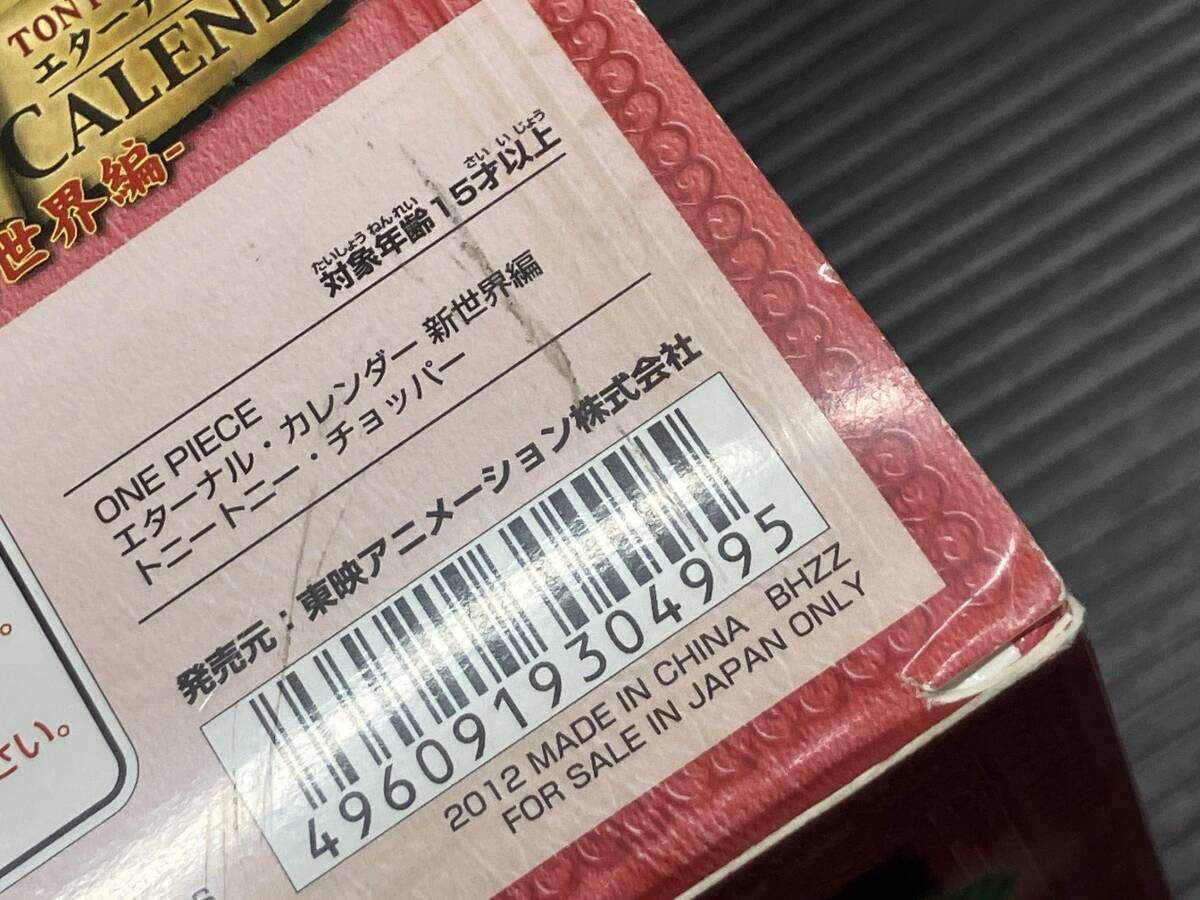 TONY
エターナ
CALEND
世界編-
たいしょうねんれい さいいじょう
対象年齢15才以上
ONE PIECE
エターナル・カレンダー 新世界編
トニートニー・チョッパー
発売元：東映アニメーション株式会社
4960919304995
2012 MADE IN CHINA BHZZ
FOR SALE IN JAPAN ONLY
。
さい。